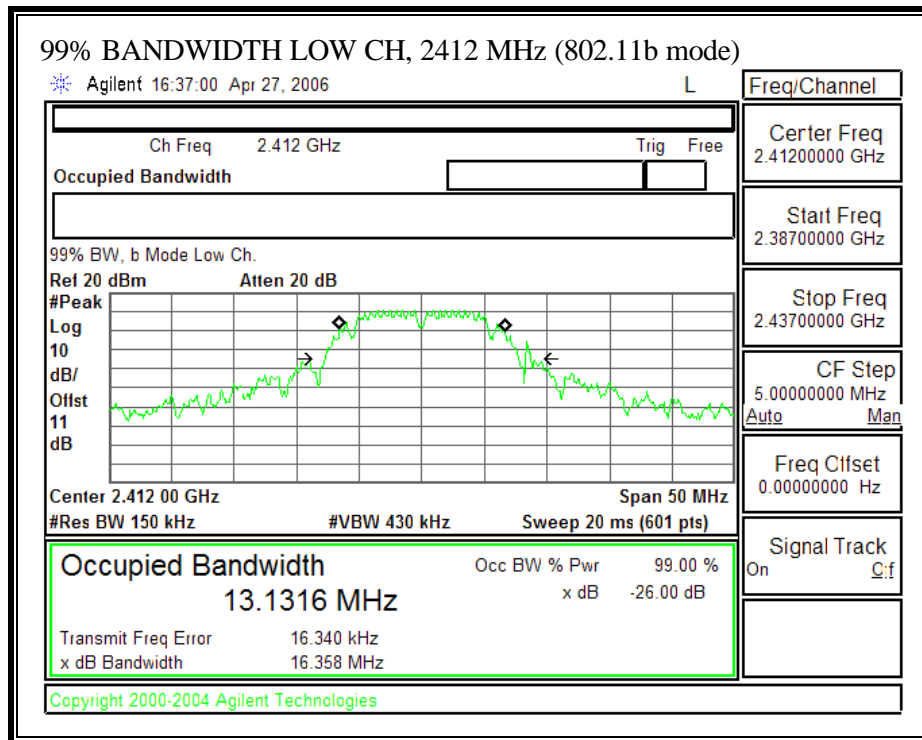 99% BANDWIDTH LOW CH, 2412 MHz (802.11b mode)
Agilent 16:37:00 Apr 27, 2006 L
Freq/Channel
Ch Freq 2.412 GHz Trig Free
Occupied Bandwidth
Center Freq
2.41200000 GHz
Start Freq
2.38700000 GHz
Stop Freq
2.43700000 GHz
CF Step
5.00000000 MHz
Auto Man
Freq Offset
0.00000000 Hz
Signal Track
On Off
99% BW, b Mode Low Ch.
Ref 20 dBm Atten 20 dB
#Peak
Log
10
dB/
Offst
11
dB
Center 2.412 00 GHz Span 50 MHz
#Res BW 150 kHz #VBW 430 kHz Sweep 20 ms (601 pts)
Occupied Bandwidth
13.1316 MHz
Occ BW % Pwr 99.00 %
x dB -26.00 dB
Transmit Freq Error 16.340 kHz
x dB Bandwidth 16.358 MHz
Copyright 2000-2004 Agilent Technologies